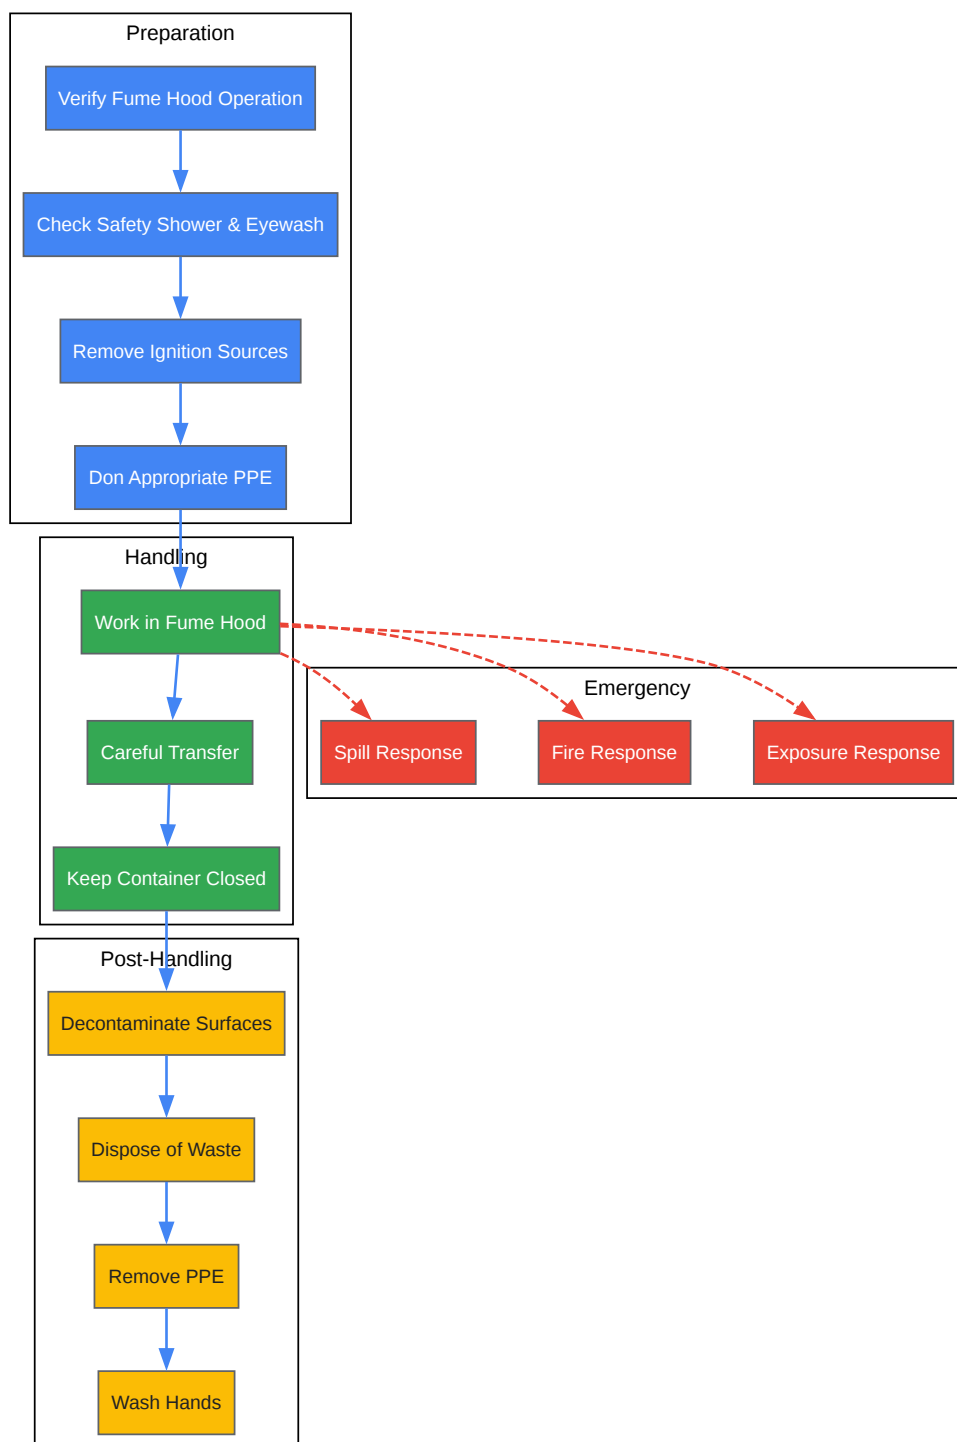 Preparation
Verify Fume Hood Operation
Check Safety Shower & Eyewash
Remove Ignition Sources
Don Appropriate PPE
Handling
Work in Fume Hood
Emergency
Careful Transfer
Spill Response
Fire Response
Exposure Response
Keep Container Closed
Post-Handling
Decontaminate Surfaces
Dispose of Waste
Remove PPE
Wash Hands